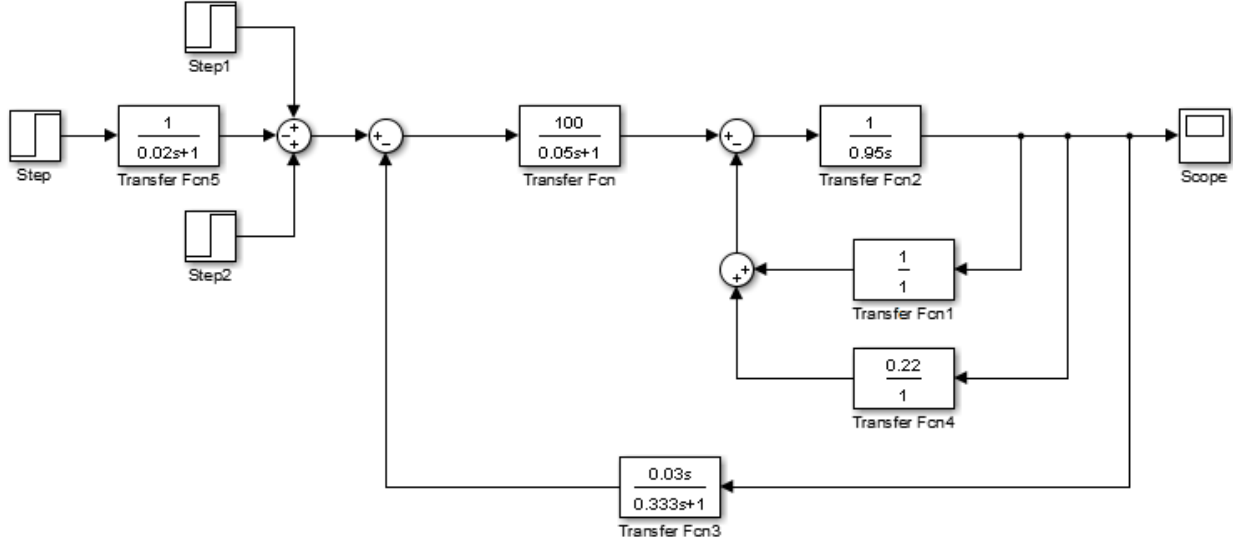 Step1
Step
1
0.02s+1
Transfer Fcn5
- + +
Step2
+ -
100
0.05s+1
Transfer Fcn
+ -
1
0.95s
Transfer Fcn2
Scope
+ +
1
1
Transfer Fcn1
0.22
1
Transfer Fcn4
0.03s
0.333s+1
Transfer Fcn3